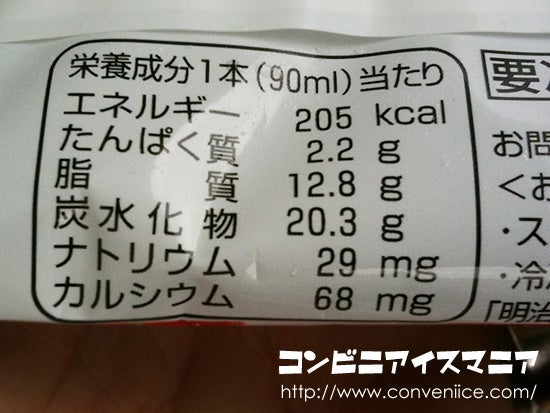 栄養成分1本(90ml)当たり
エネルギー 205 kcal
たんぱく質 2.2 g
脂質 12.8 g
炭水化物 20.3 g
ナトリウム 29 mg
カルシウム 68 mg
要
お問
＜お
・ス
・冷
「明治
コンビニアイスマニア
http://www.conveniice.com/